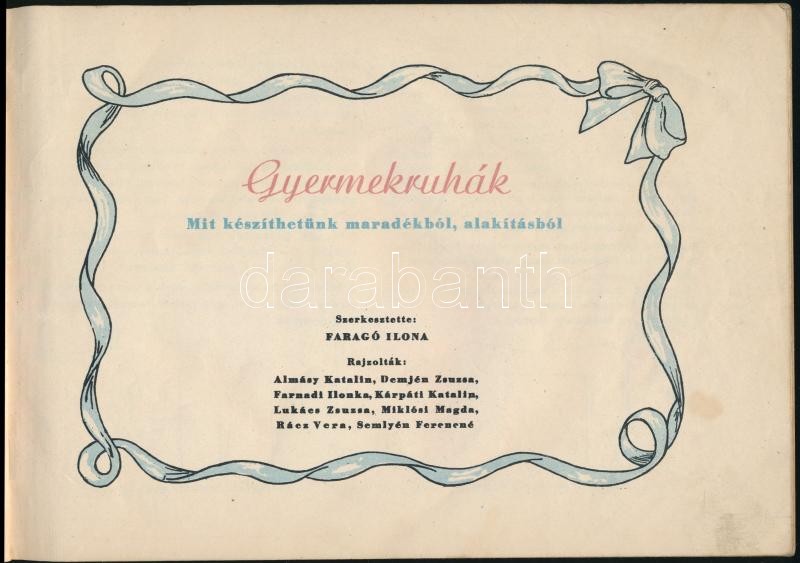 Gyermekruhák
Mit készíthetünk maradékból, alakításból
darabanth
Szerkesztette:
FARAGÓ ILONA
Rajzolták:
Almásy Katalin, Demjén Zsuzsa,
Farnadi Ilonka, Kárpáti Katalin,
Lukács Zsuzsa, Miklósi Magda,
Rácz Vera, Semlyén Ferencné